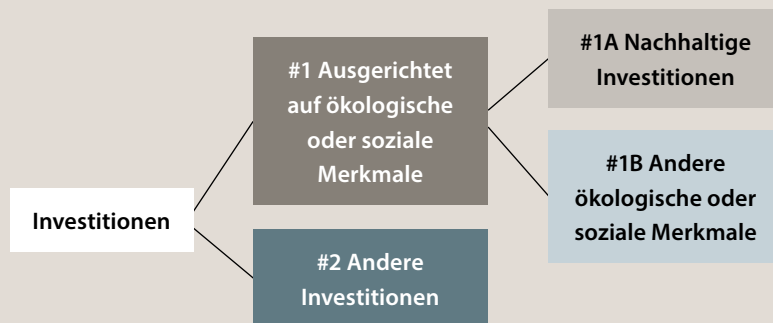 Investitionen
#1 Ausgerichtet
auf ökologische
oder soziale
Merkmale
#2 Andere
Investitionen
#1A Nachhaltige
Investitionen
#1B Andere
ökologische oder
soziale Merkmale